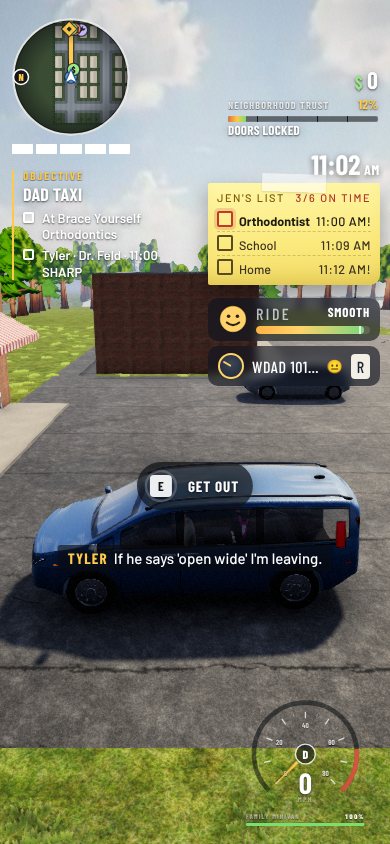 N
$ 0
NEIGHBORHOOD TRUST 12%
DOORS LOCKED
11:02 AM
OBJECTIVE
DAD TAXI
At Brace Yourself
Orthodontics
Tyler · Dr. Feld · 11:00
SHARP
JEN'S LIST 3/6 ON TIME
Orthodontist 11:00 AM!
School 11:09 AM
Home 11:12 AM!
RIDE SMOOTH
WDAD 101... R
E GET OUT
TYLER If he says 'open wide' I'm leaving.
20 40 60 80
D
0
MPH
FAMILY MINIVAN 100%